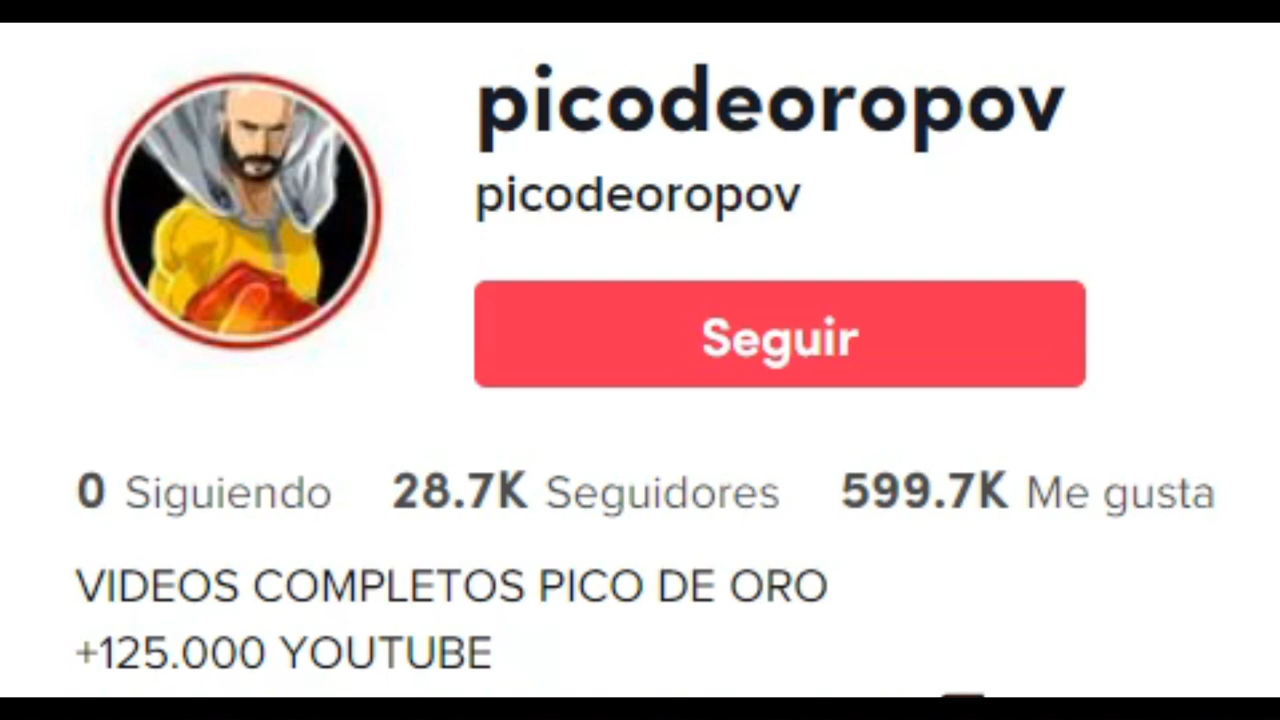 picodeoropov
picodeoropov
Seguir
0 Siguiendo 28.7K Seguidores 599.7K Me gusta
VIDEOS COMPLETOS PICO DE ORO
+125.000 YOUTUBE